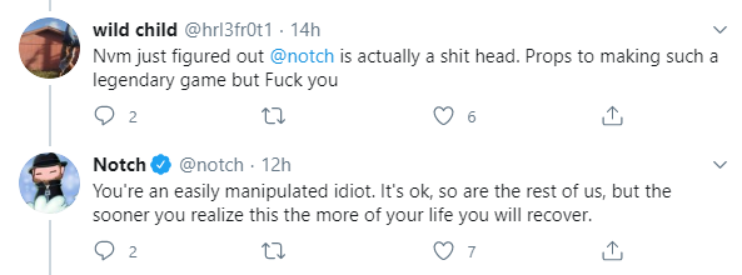 wild child @hrl3fr0t1 · 14h
Nvm just figured out @notch is actually a shit head. Props to making such a
legendary game but Fuck you
2 6
Notch @notch · 12h
You're an easily manipulated idiot. It's ok, so are the rest of us, but the
sooner you realize this the more of your life you will recover.
2 7